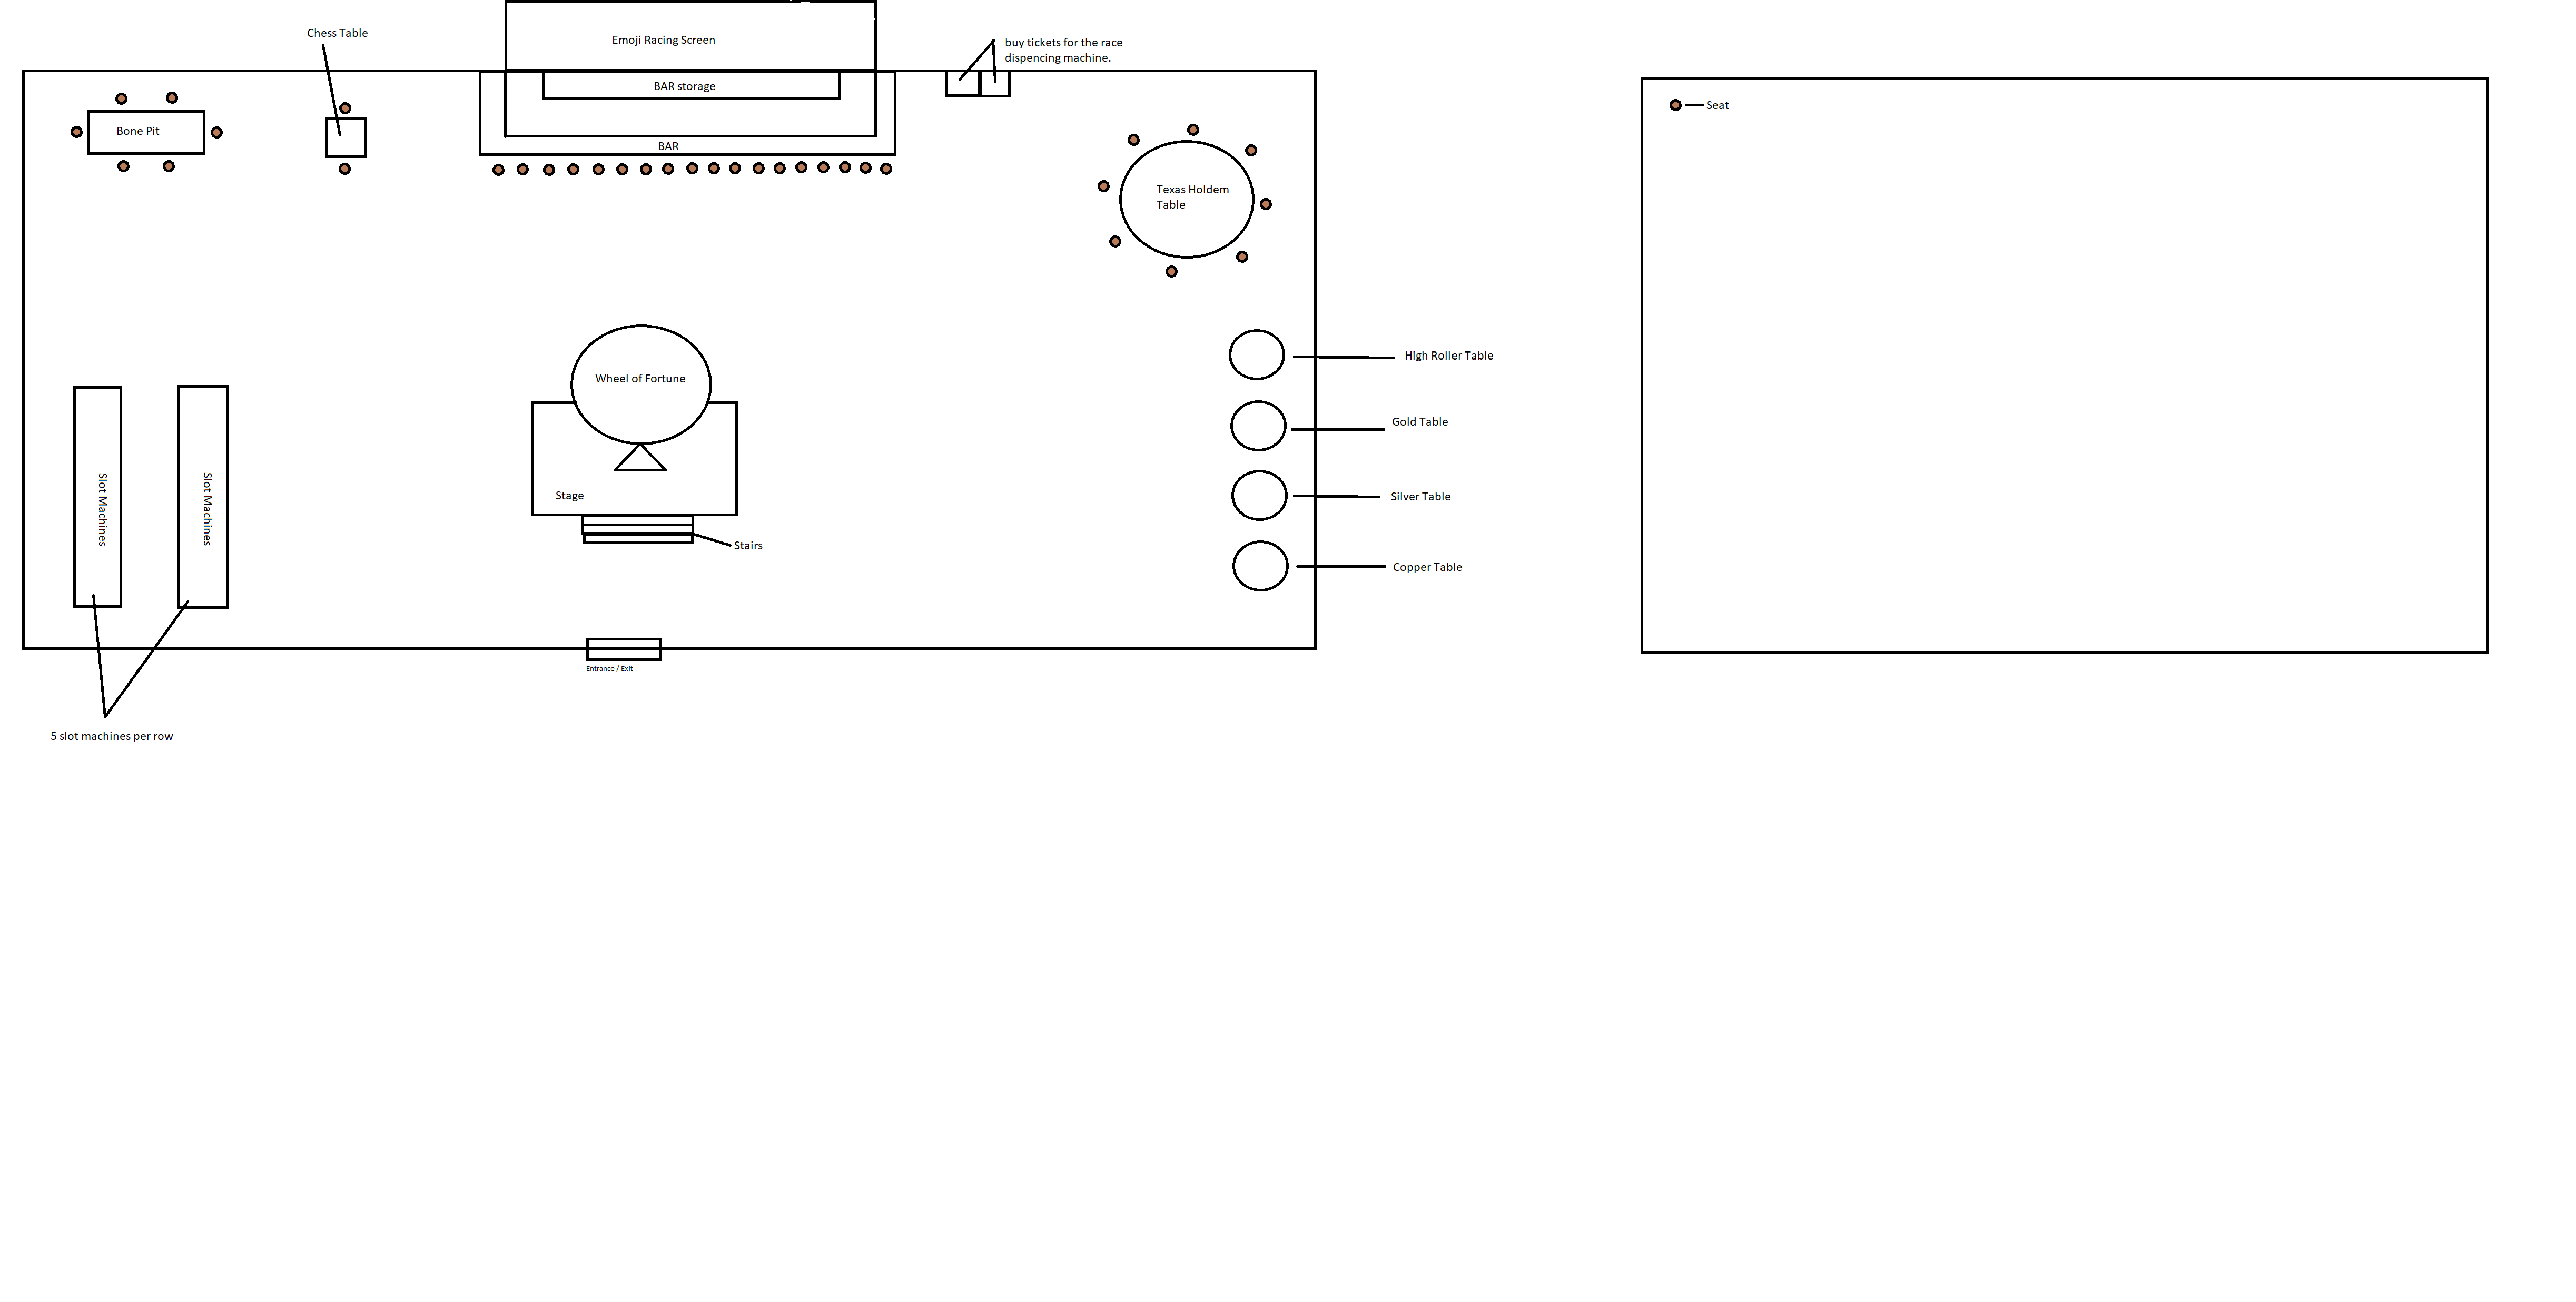 Chess Table
Emoji Racing Screen
buy tickets for the race
dispencing machine.
BAR storage
Seat
Bone Pit
BAR
Texas Holdem
Table
High Roller Table
Wheel of Fortune
Gold Table
Slot Machines
Slot Machines
Stage
Silver Table
Stairs
Copper Table
Entrance / Exit
5 slot machines per row